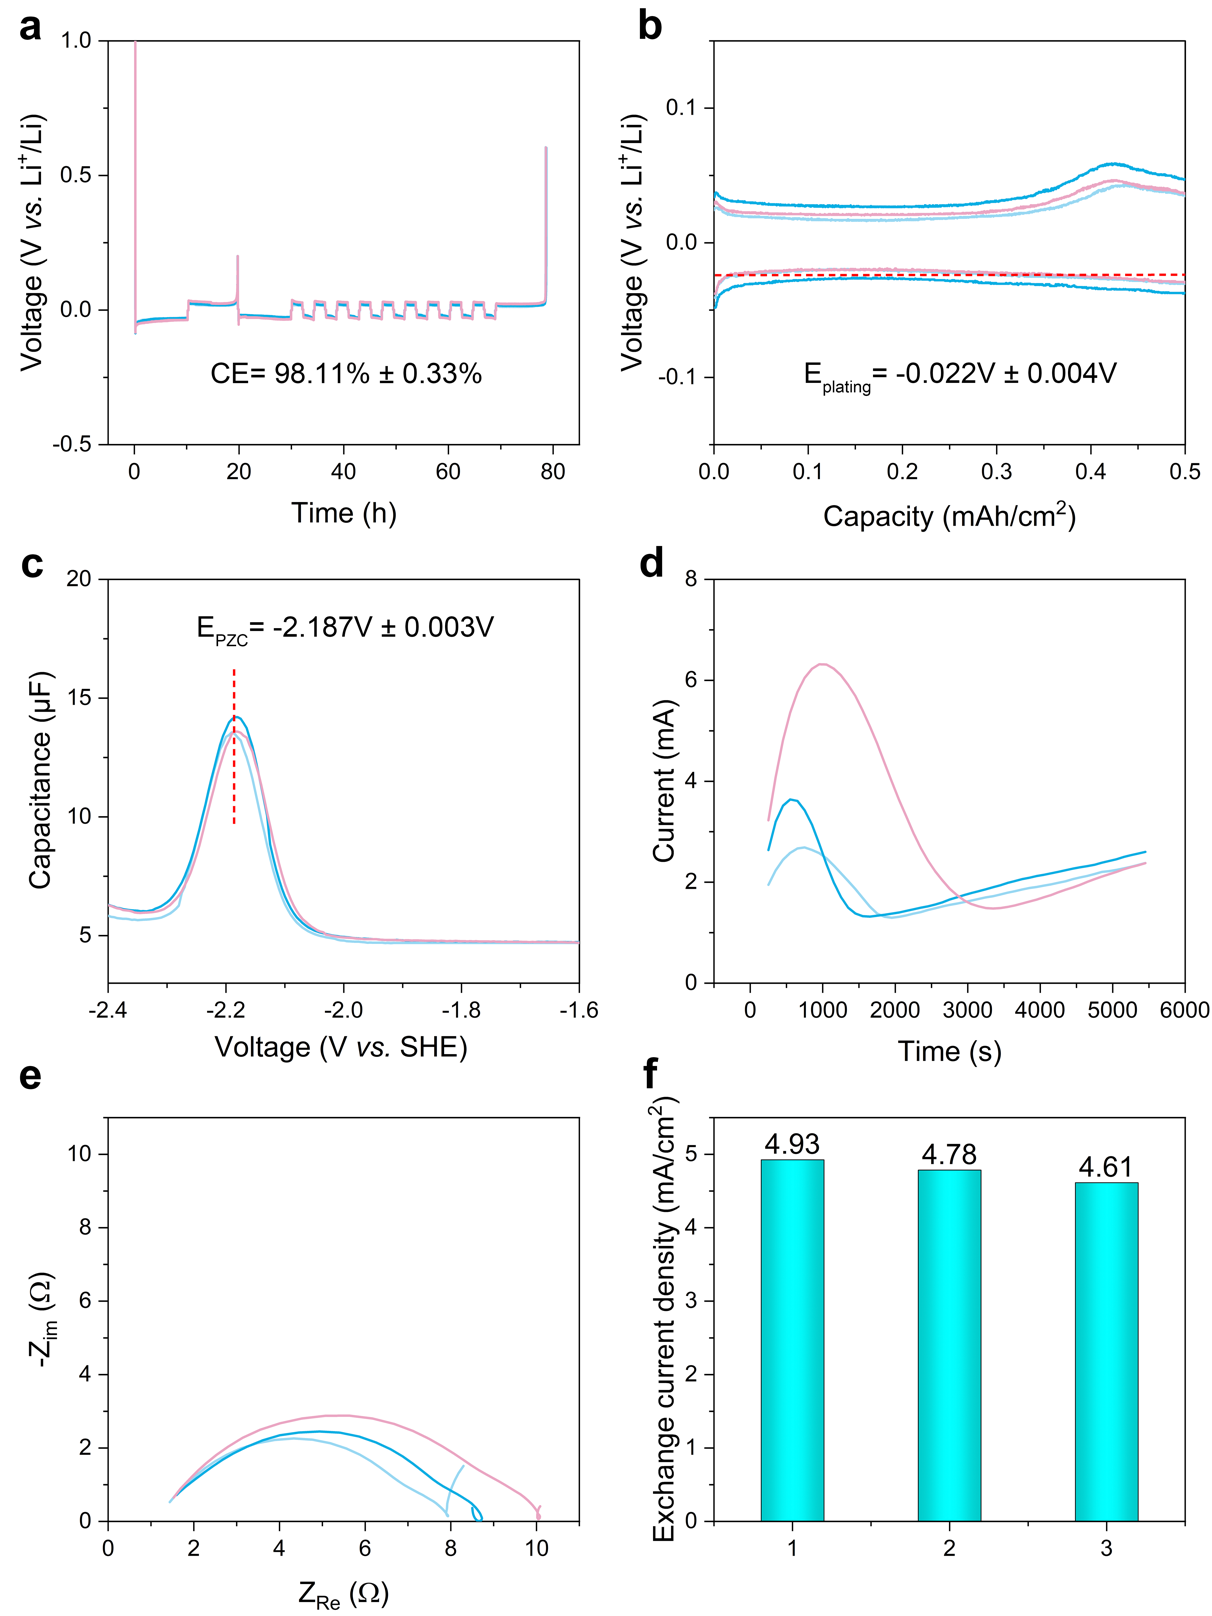 a
1.0
0.5
0.0
-0.5
Voltage (V vs. Li⁺/Li)
CE= 98.11% ± 0.33%
0 20 40 60 80
Time (h)
b
0.1
0.0
-0.1
Voltage (V vs. Li⁺/Li)
E_plating= -0.022V ± 0.004V
0.0 0.1 0.2 0.3 0.4 0.5
Capacity (mAh/cm²)
c
20
15
10
5
Capacitance (μF)
E_PZC= -2.187V ± 0.003V
-2.4 -2.2 -2.0 -1.8 -1.6
Voltage (V vs. SHE)
d
8
6
4
2
0
Current (mA)
0 1000 2000 3000 4000 5000 6000
Time (s)
e
10
8
6
4
2
0
-Z_im (Ω)
0 2 4 6 8 10
Z_Re (Ω)
f
5
4
3
2
1
0
Exchange current density (mA/cm²)
4.93
4.78
4.61
1 2 3